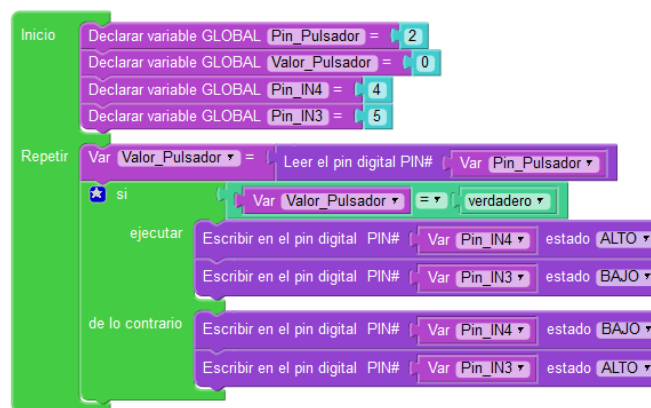 Inicio Declarar variable GLOBAL Pin_Pulsador = 2
Declarar variable GLOBAL Valor_Pulsador = 0
Declarar variable GLOBAL Pin_IN4 = 4
Declarar variable GLOBAL Pin_IN3 = 5
Repetir Var Valor_Pulsador = Leer el pin digital PIN# Var Pin_Pulsador
si Var Valor_Pulsador = verdadero
ejecutar Escribir en el pin digital PIN# Var Pin_IN4 estado ALTO
Escribir en el pin digital PIN# Var Pin_IN3 estado BAJO
de lo contrario Escribir en el pin digital PIN# Var Pin_IN4 estado BAJO
Escribir en el pin digital PIN# Var Pin_IN3 estado ALTO